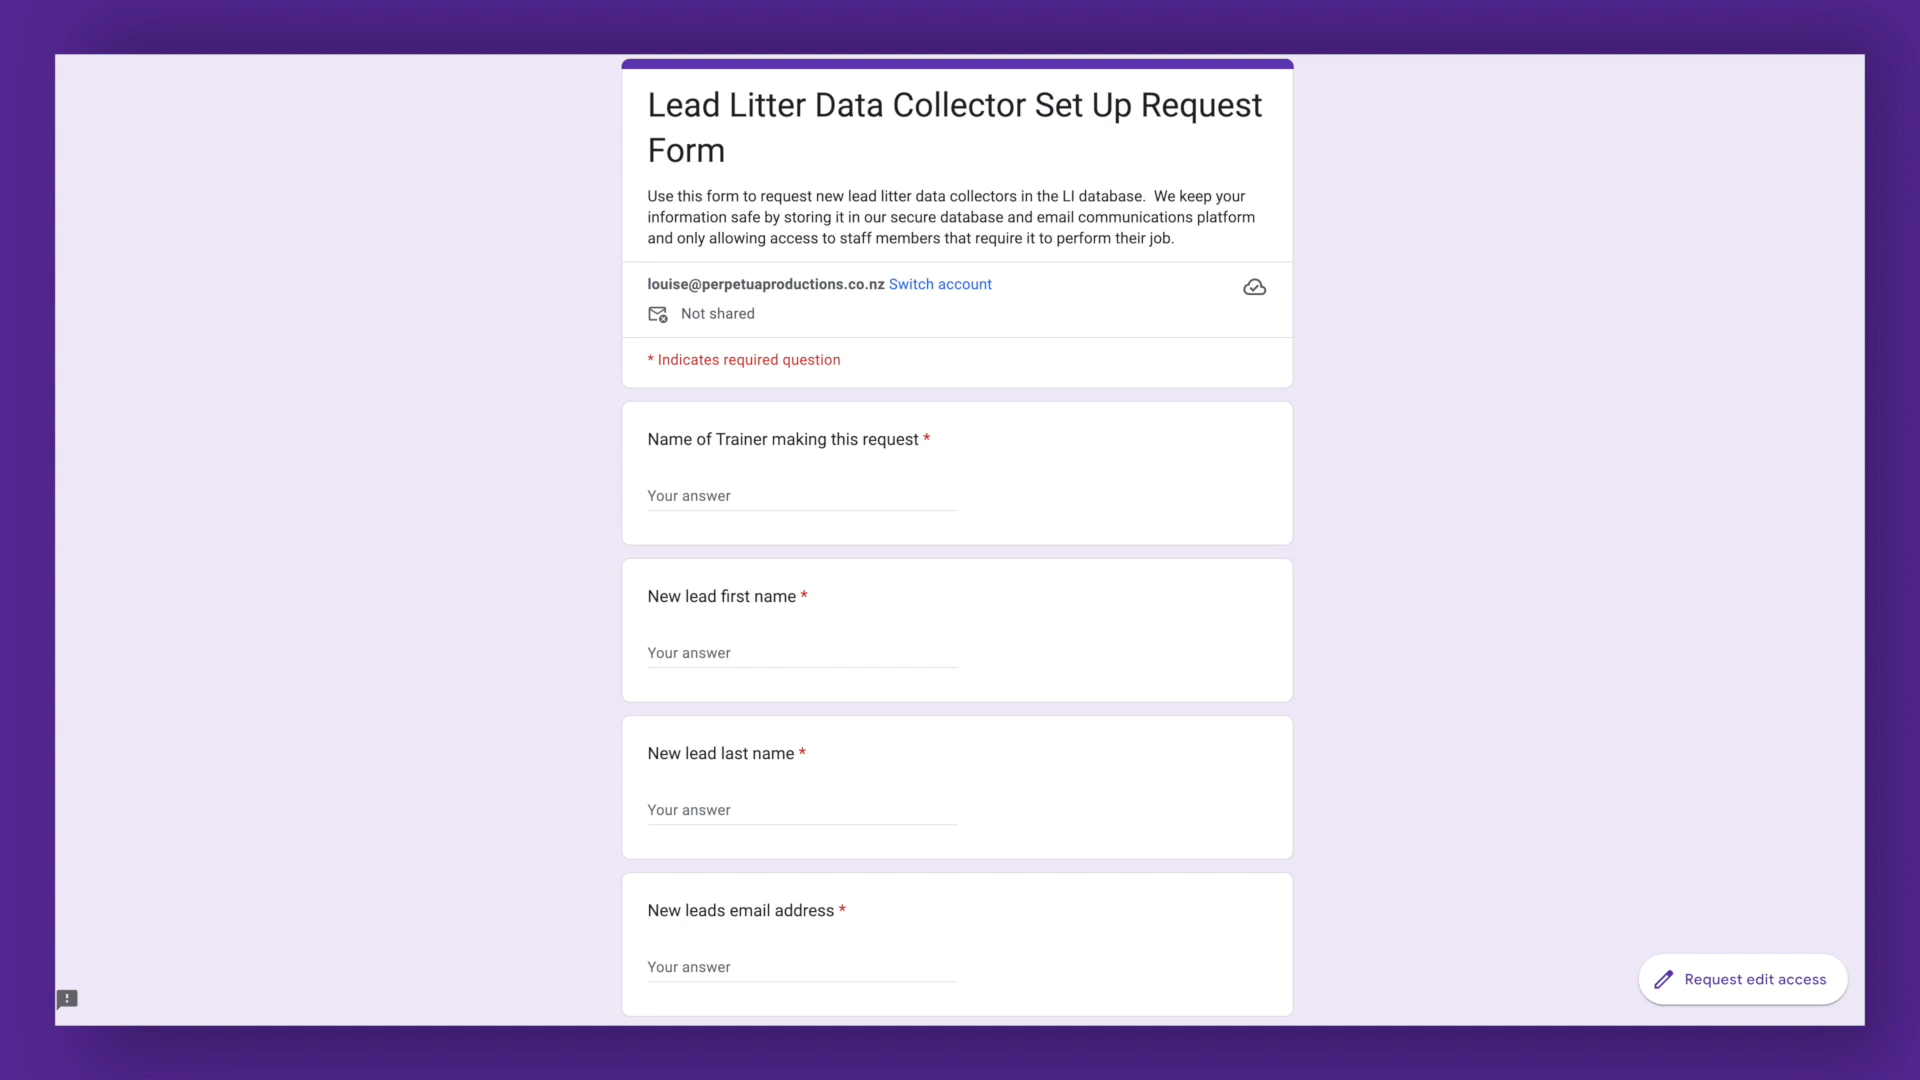 Lead Litter Data Collector Set Up Request
Form
Use this form to request new lead litter data collectors in the LI database.  We keep your
information safe by storing it in our secure database and email communications platform
and only allowing access to staff members that require it to perform their job.
louise@perpetuaproductions.co.nz Switch account
Not shared
* Indicates required question
Name of Trainer making this request *
Your answer
New lead first name *
Your answer
New lead last name *
Your answer
New leads email address *
Your answer
Request edit access